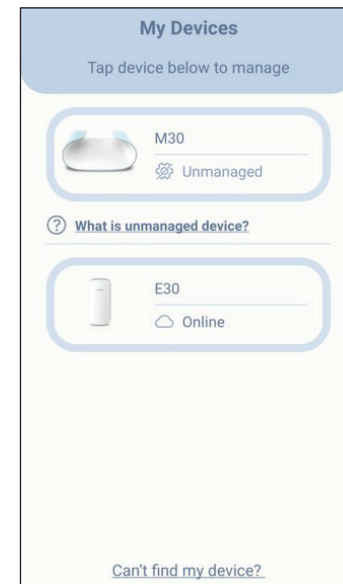 My Devices
Tap device below to manage
M30
Unmanaged
What is unmanaged device?
E30
Online
Can't find my device?